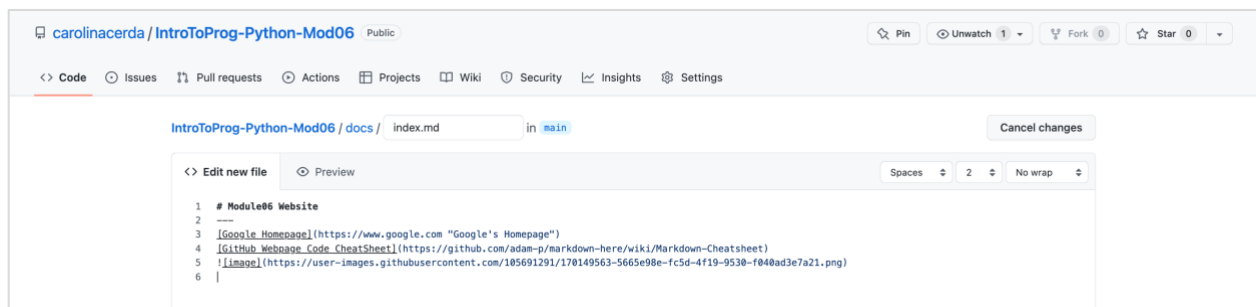 carolinacerda / IntroToProg-Python-Mod06 Public Pin Unwatch 1 Fork 0 Star 0
Code Issues Pull requests Actions Projects Wiki Security Insights Settings
IntroToProg-Python-Mod06 / docs / index.md in main Cancel changes
<> Edit new file Preview Spaces 2 No wrap
1 # Module06 Website
2 ---
3 [Google Homepage](https://www.google.com "Google's Homepage")
4 [GitHub Webpage Code CheatSheet](https://github.com/adam-p/markdown-here/wiki/Markdown-Cheatsheet)
5 ![image](https://user-images.githubusercontent.com/105691291/170149563-5665e98e-fc5d-4f19-9530-f040ad3e7a21.png)
6